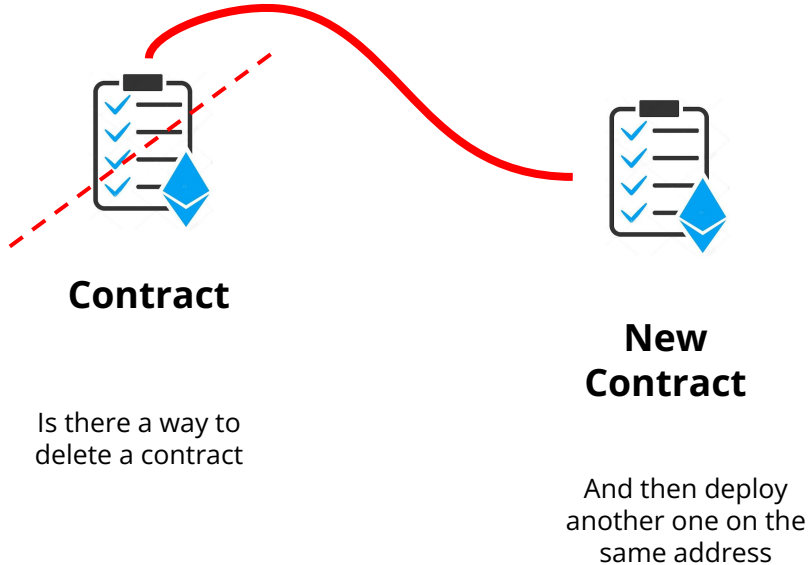 Contract
Is there a way to
delete a contract
New
Contract
And then deploy
another one on the
same address